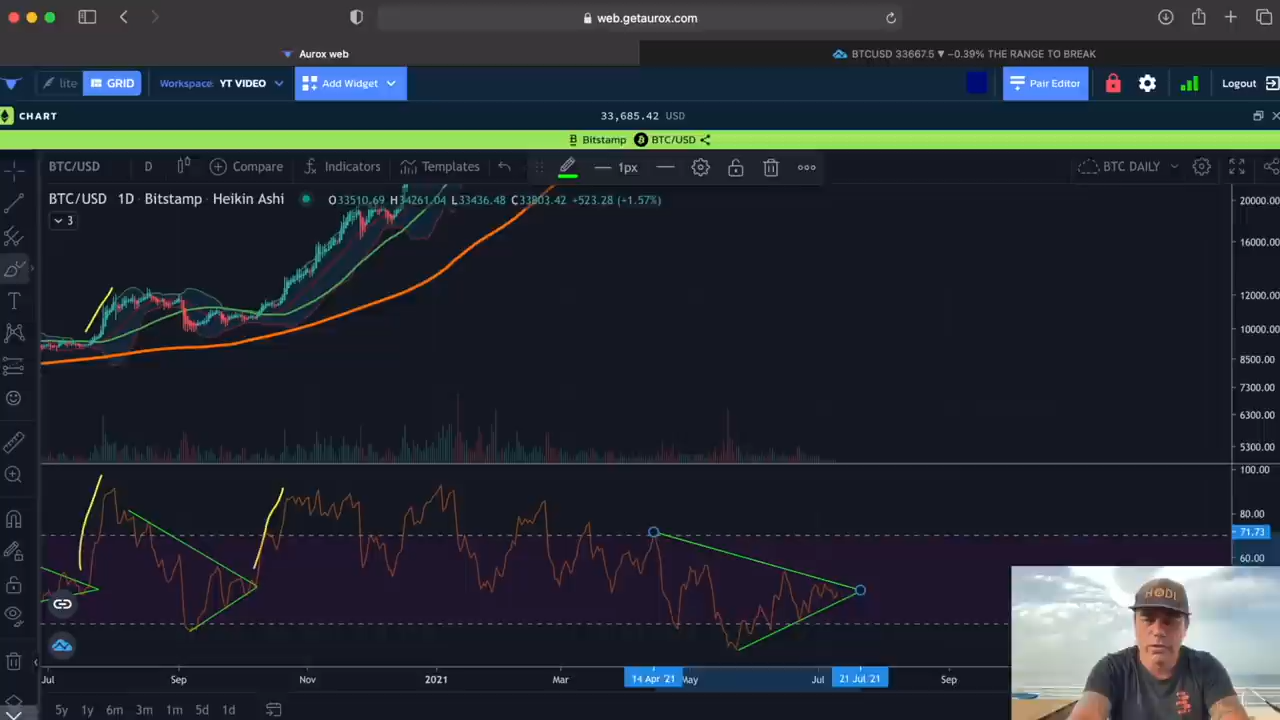 web.getaurox.com
Aurox web
BTCUSD 33667.5 ▼ −0.39% THE RANGE TO BREAK
lite
GRID
Workspace: YT VIDEO
Add Widget
Pair Editor
Logout
CHART
33,685.42 USD
Bitstamp BTC/USD
BTC/USD D Compare Indicators Templates 1px BTC DAILY
BTC/USD 1D Bitstamp Heikin Ashi O33510.69 H34261.04 L33436.48 C33803.42 +523.28 (+1.57%)
3
20000.00
16000.00
12000.00
10000.00
8500.00
7300.00
6300.00
5300.00
100.00
80.00
71.73
60.00
HODL
Jul Sep Nov 2021 Mar 14 Apr '21 May Jul 21 Jul '21 Sep
5y 1y 6m 3m 1m 5d 1d